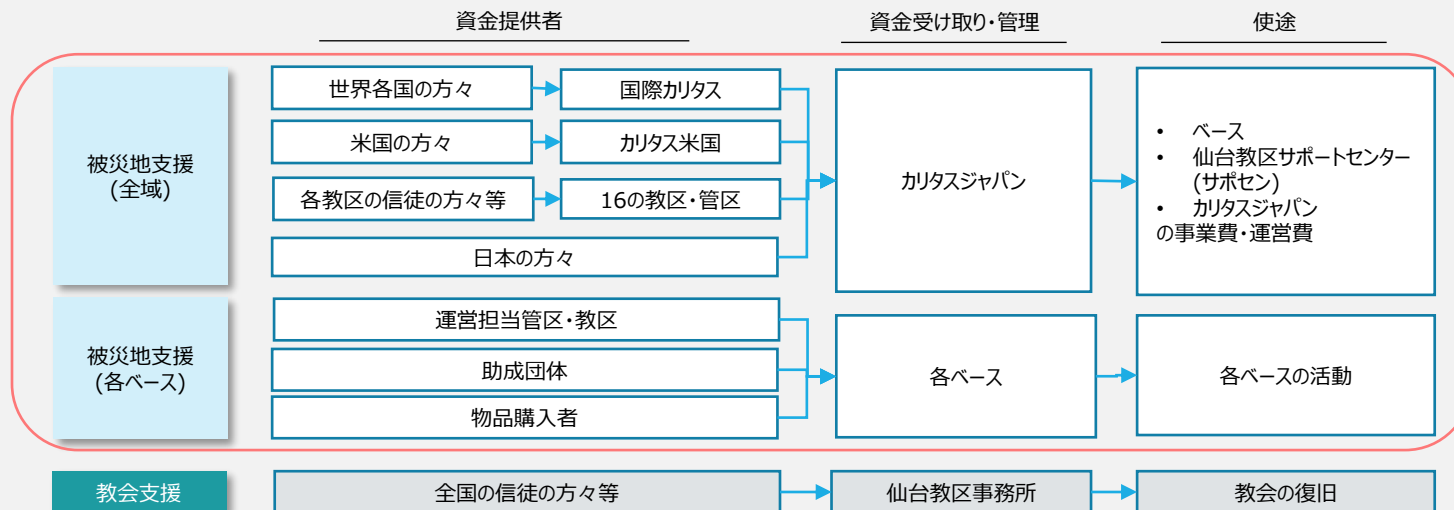 資金提供者
資金受け取り・管理
使途
被災地支援
(全域)
世界各国の方々
国際カリタス
米国の方々
カリタス米国
各教区の信徒の方々等
16の教区・管区
日本の方々
カリタスジャパン
• ベース
• 仙台教区サポートセンター
(サポセン)
• カリタスジャパン
の事業費・運営費
被災地支援
(各ベース)
運営担当管区・教区
助成団体
物品購入者
各ベース
各ベースの活動
教会支援
全国の信徒の方々等
仙台教区事務所
教会の復旧